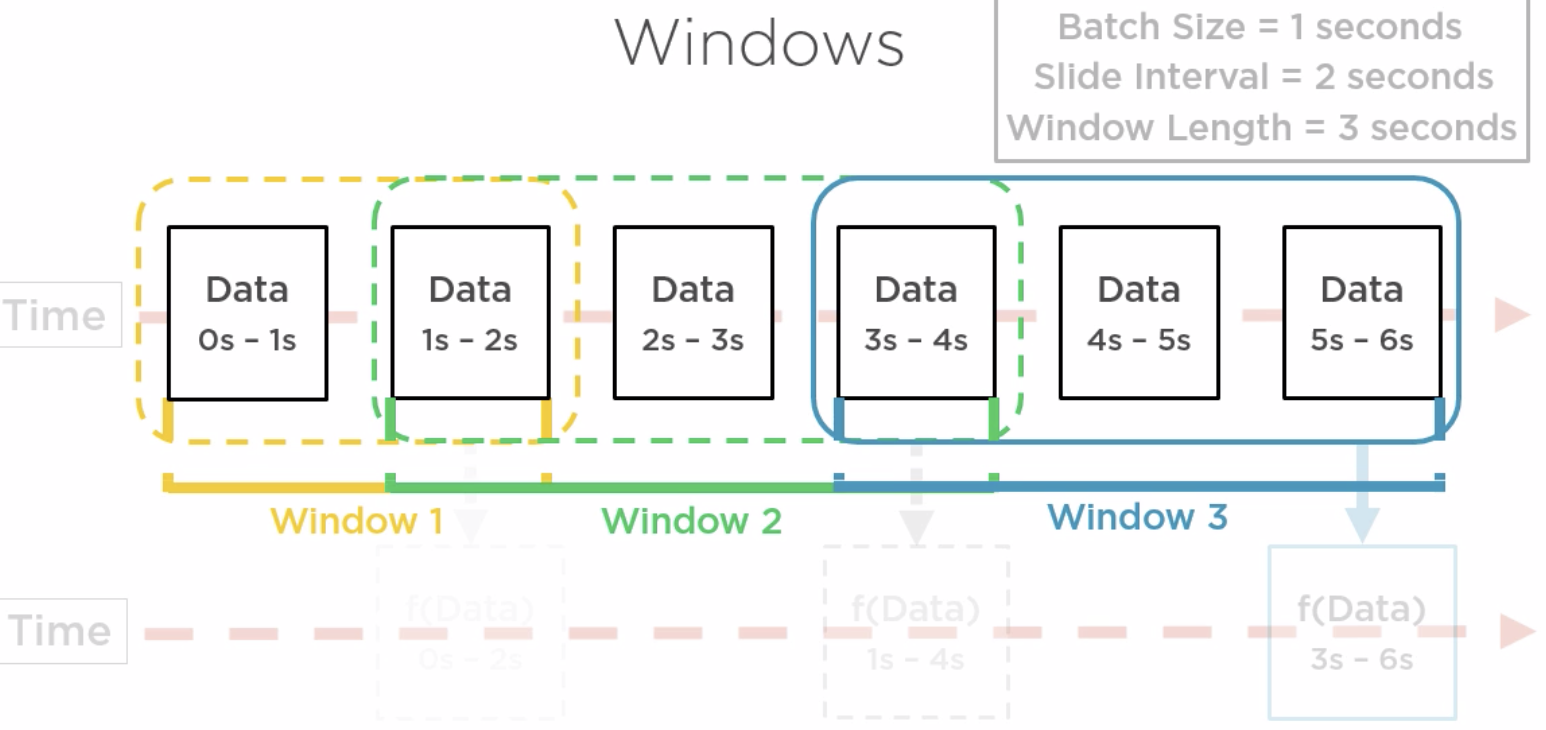 Windows
Batch Size = 1 seconds
Slide Interval = 2 seconds
Window Length = 3 seconds
Time
Data
0s – 1s
Data
1s – 2s
Data
2s – 3s
Data
3s – 4s
Data
4s – 5s
Data
5s – 6s
Window 1
Window 2
Window 3
Time
f(Data)
0s – 2s
f(Data)
1s – 4s
f(Data)
3s – 6s